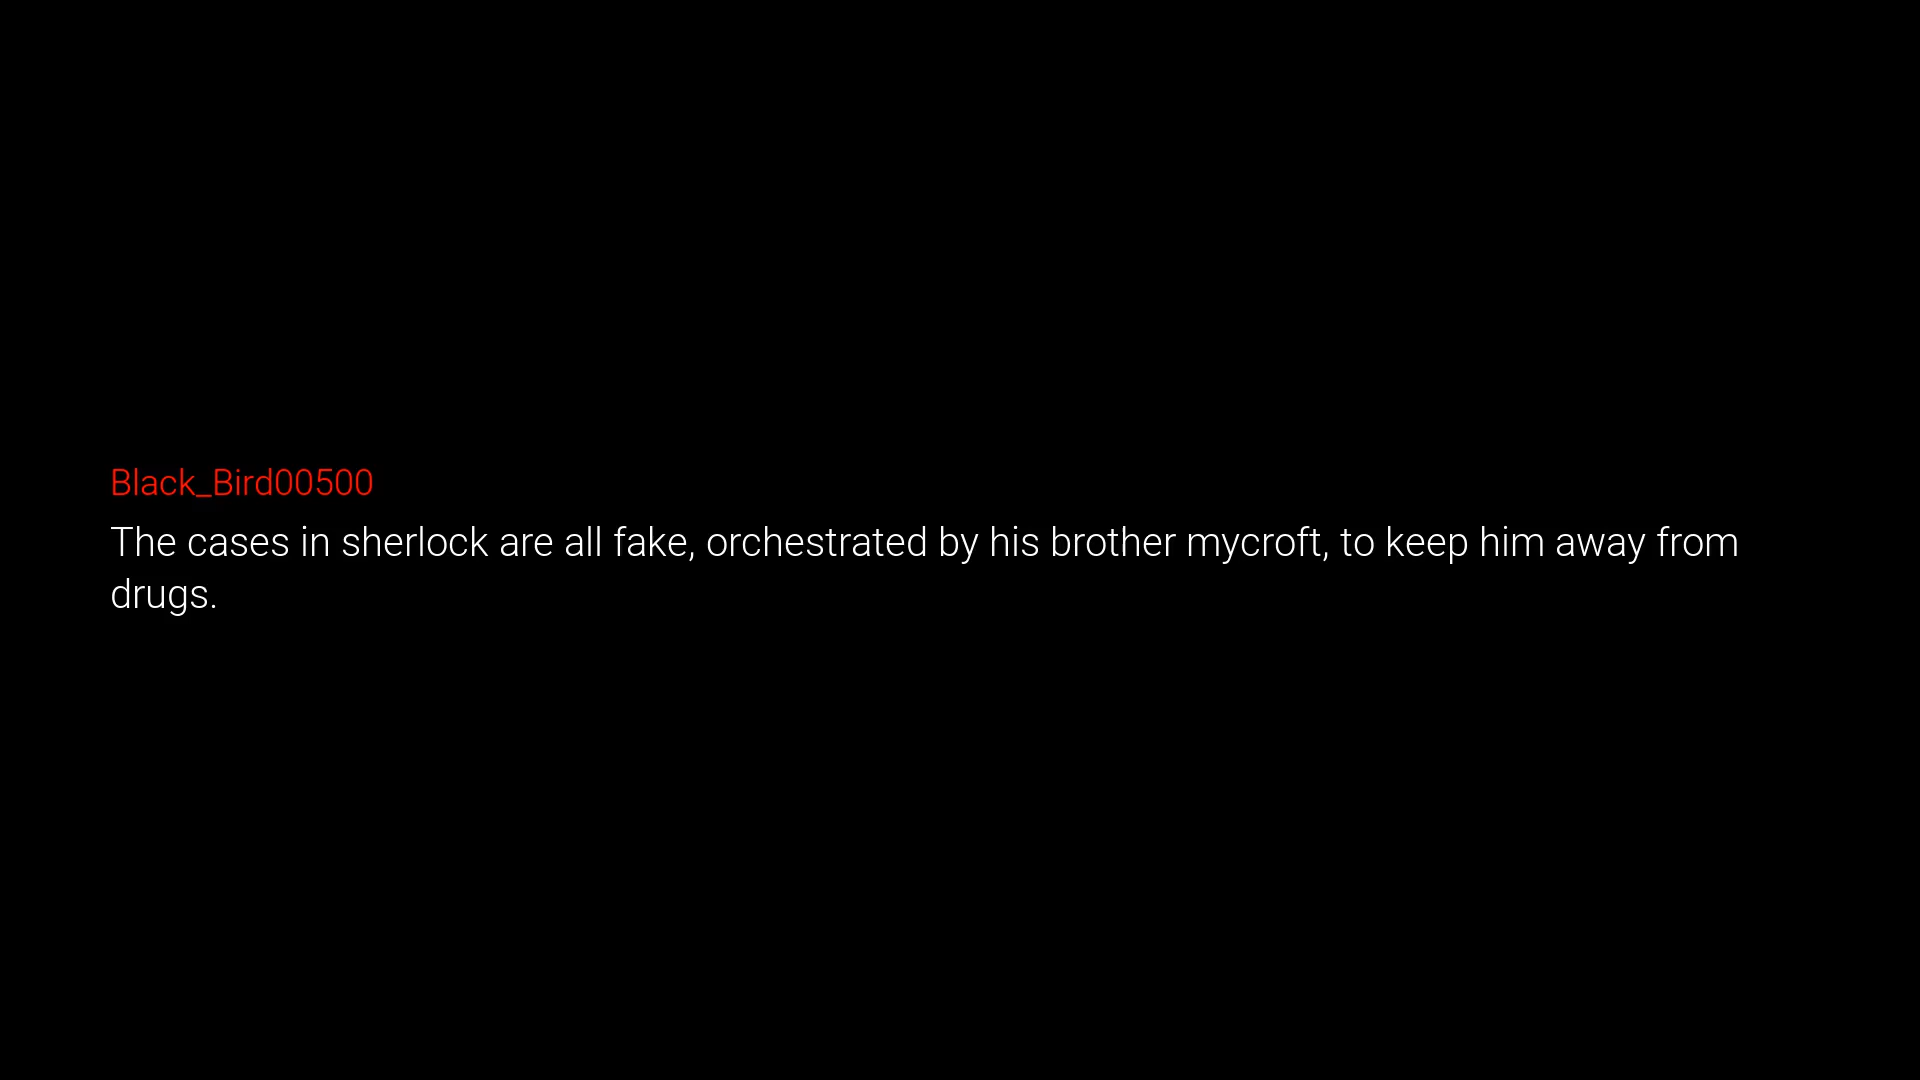 Black_Bird00500
The cases in sherlock are all fake, orchestrated by his brother mycroft, to keep him away from
drugs.